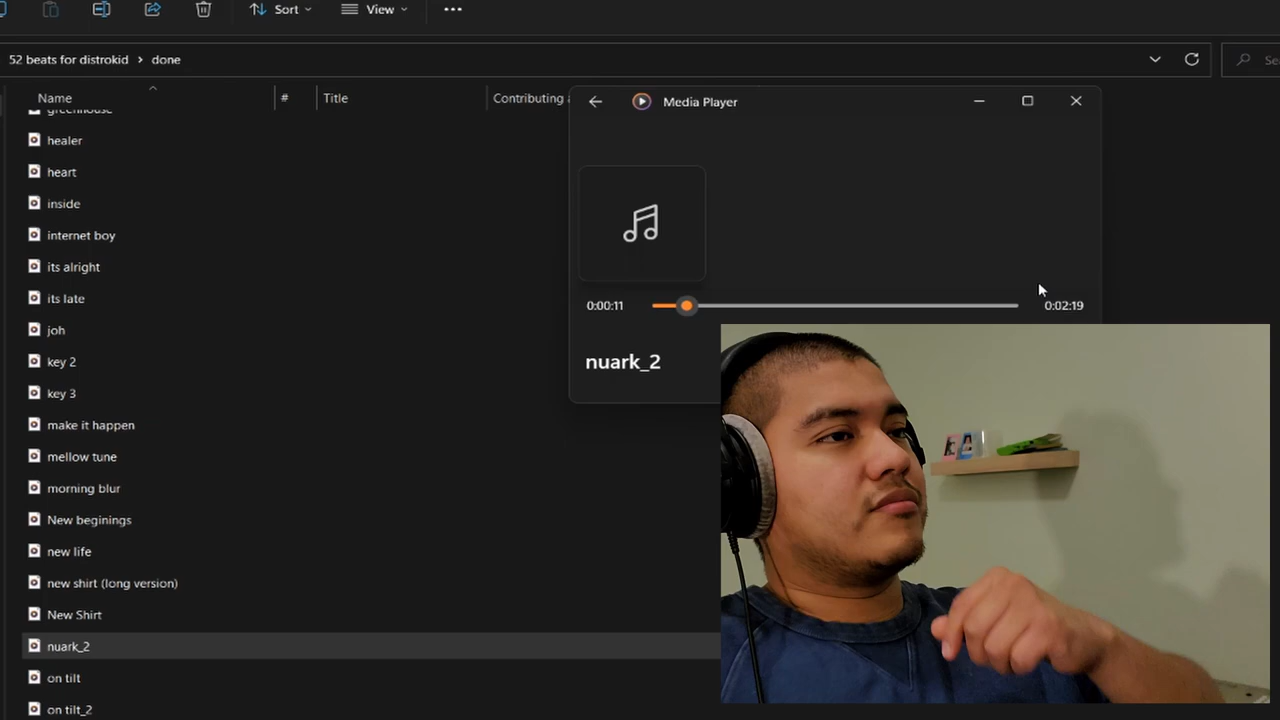 Sort
View
52 beats for distrokid > done
Name
#
Title
Contributing
Media Player
greenhouse
healer
heart
inside
internet boy
its alright
its late
joh
key 2
key 3
make it happen
mellow tune
morning blur
New beginings
new life
new shirt (long version)
New Shirt
nuark_2
on tilt
on tilt_2
0:00:11
0:02:19
nuark_2